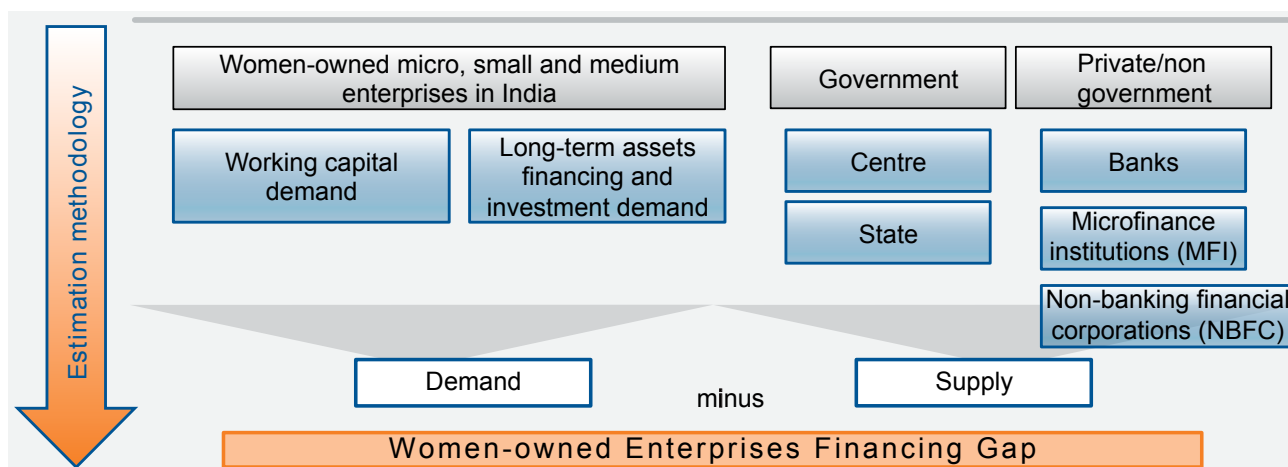 Estimation methodology
Women-owned micro, small and medium
enterprises in India
Government
Private/non
government
Working capital
demand
Long-term assets
financing and
investment demand
Centre
State
Banks
Microfinance
institutions (MFI)
Non-banking financial
corporations (NBFC)
Demand
minus
Supply
Women-owned Enterprises Financing Gap